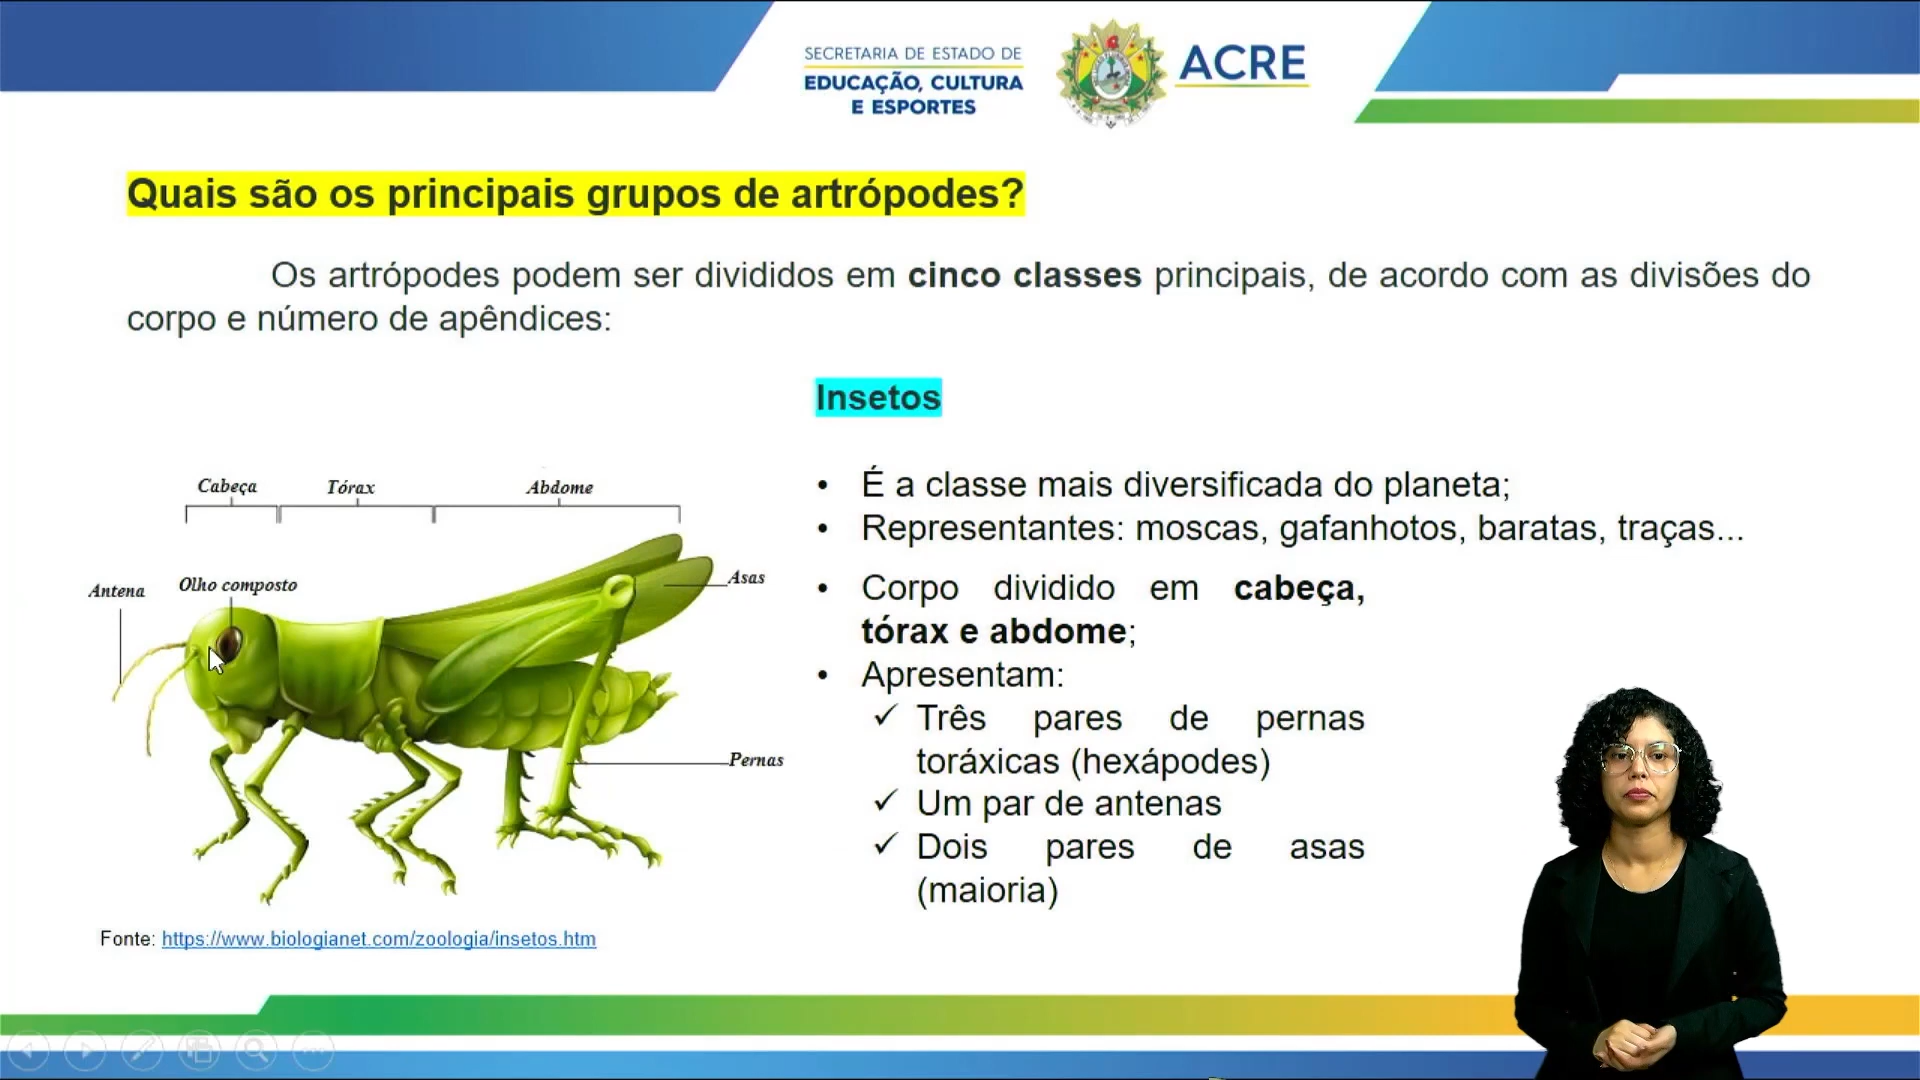 SECRETARIA DE ESTADO DE
EDUCAÇÃO, CULTURA
E ESPORTES
ACRE
Quais são os principais grupos de artrópodes?
Os artrópodes podem ser divididos em cinco classes principais, de acordo com as divisões do
corpo e número de apêndices:
Insetos
Cabeça
Tórax
Abdome
Antena
Olho composto
Asas
Pernas
• É a classe mais diversificada do planeta;
• Representantes: moscas, gafanhotos, baratas, traças...
• Corpo dividido em cabeça,
tórax e abdome;
• Apresentam:
✓ Três pares de pernas
toráxicas (hexápodes)
✓ Um par de antenas
✓ Dois pares de asas
(maioria)
Fonte: https://www.biologianet.com/zoologia/insetos.htm